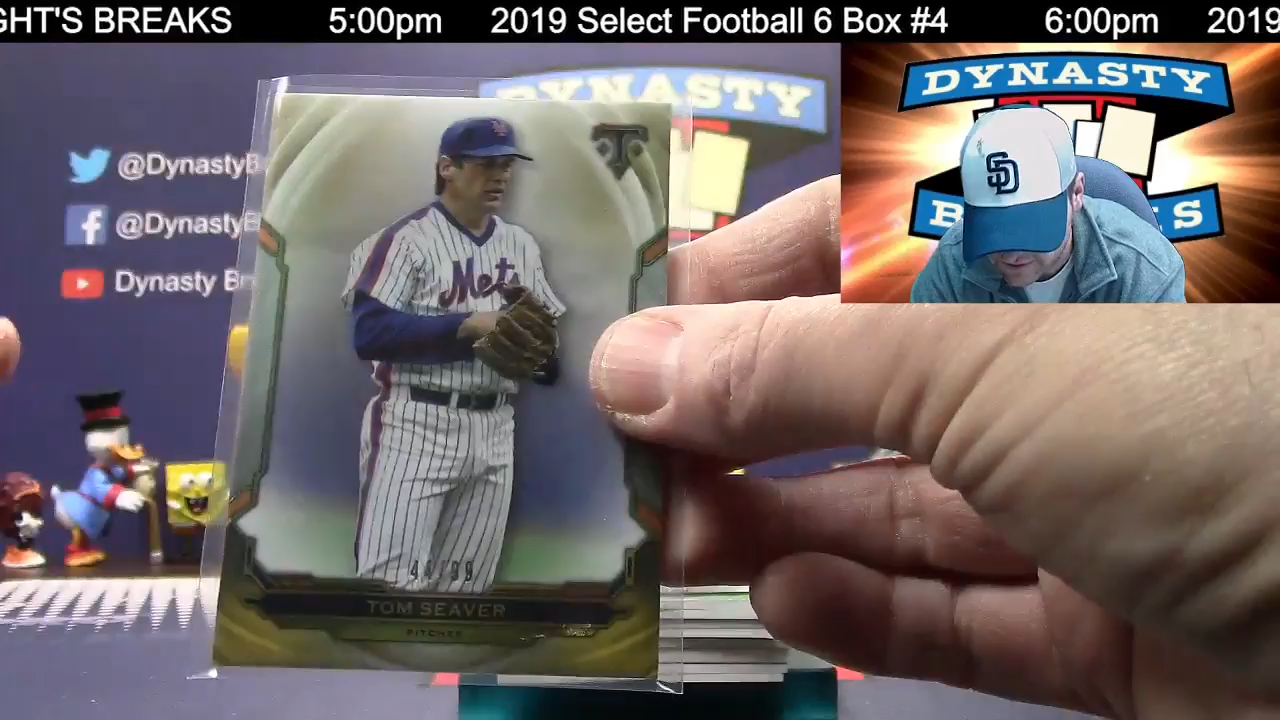 GHT'S BREAKS 5:00pm 2019 Select Football 6 Box #4 6:00pm 2019
@DynastyB
@DynastyB
Dynasty Br
DYNASTY
DYNASTY
SD
Mets
TOM SEAVER
PITCHER